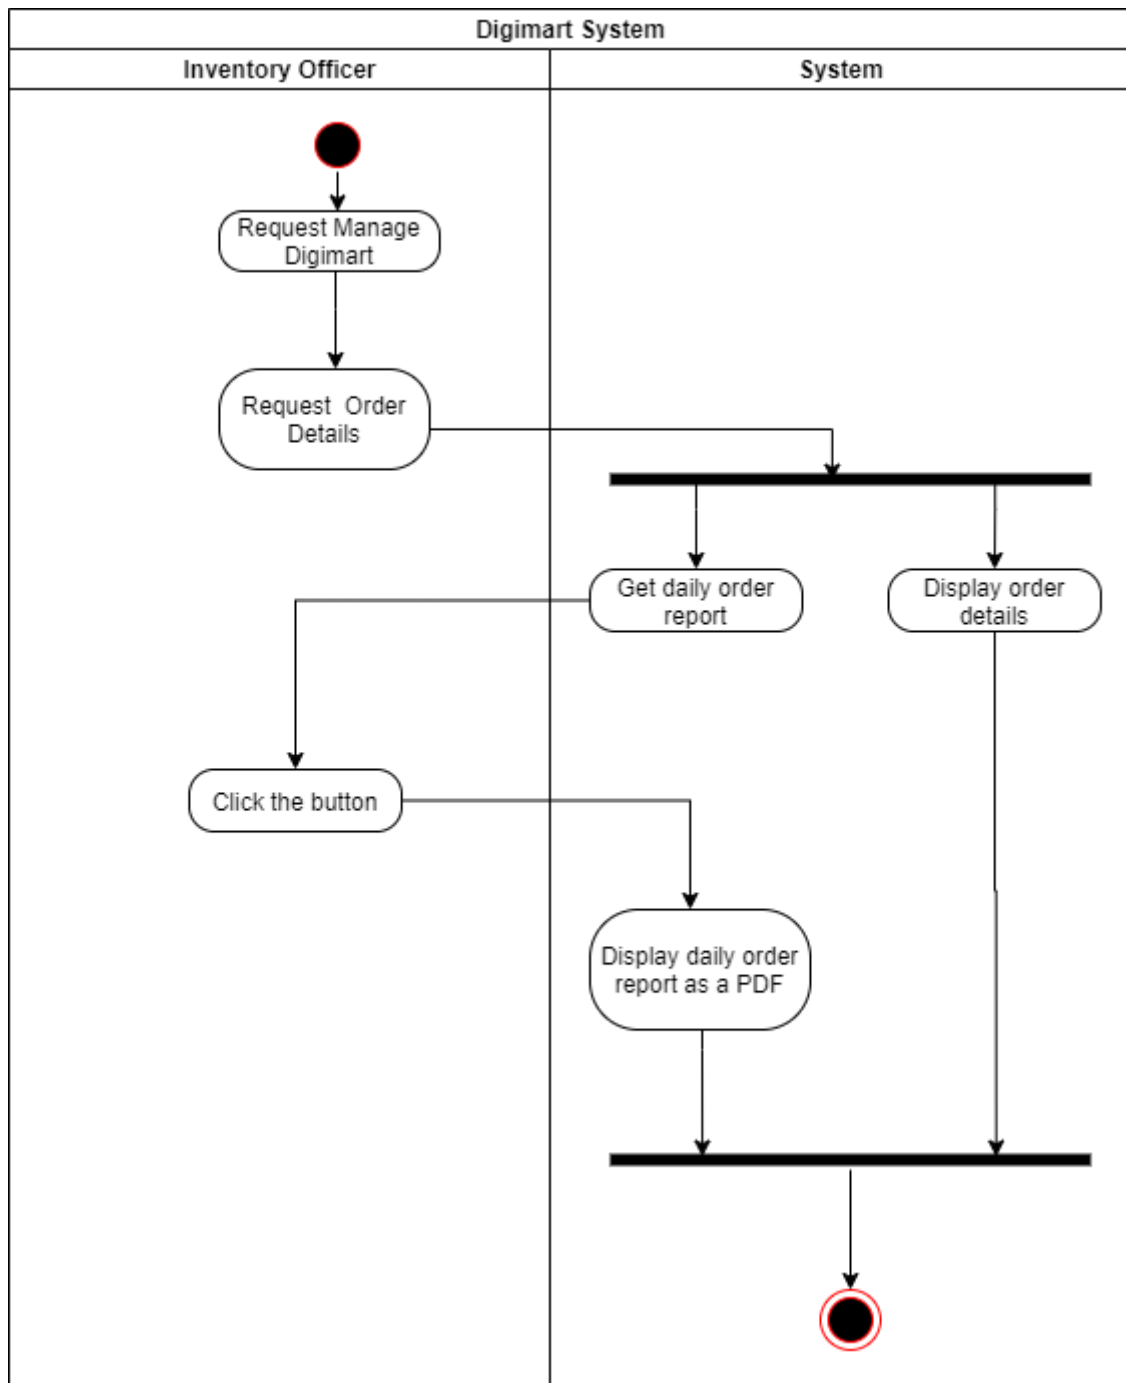 Digimart System
Inventory Officer
System
Request Manage
Digimart
Request  Order
Details
Get daily order
report
Display order
details
Click the button
Display daily order
report as a PDF